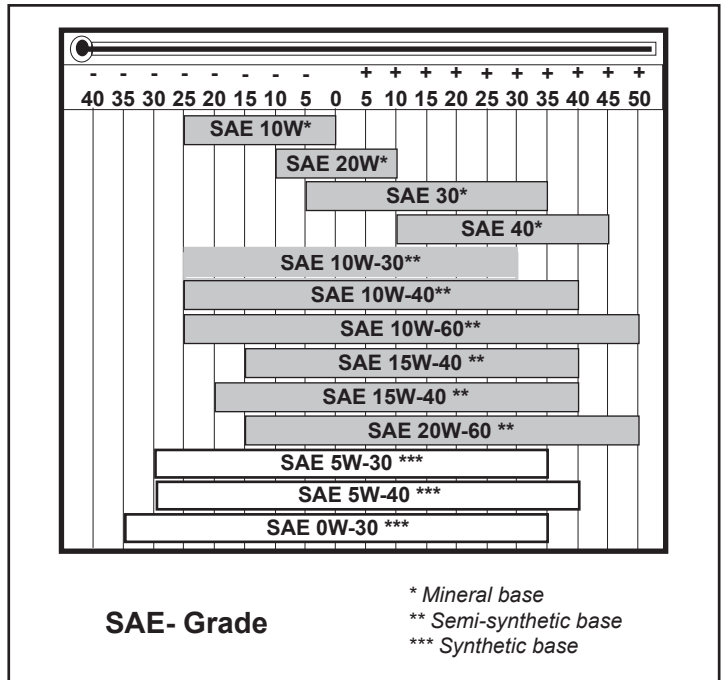 - - - - - - - - + + + + + + + + + +
40 35 30 25 20 15 10 5 0 5 10 15 20 25 30 35 40 45 50
SAE 10W*
SAE 20W*
SAE 30*
SAE 40*
SAE 10W-30**
SAE 10W-40**
SAE 10W-60**
SAE 15W-40 **
SAE 15W-40 **
SAE 20W-60 **
SAE 5W-30 ***
SAE 5W-40 ***
SAE 0W-30 ***
SAE- Grade
* Mineral base
** Semi-synthetic base
*** Synthetic base